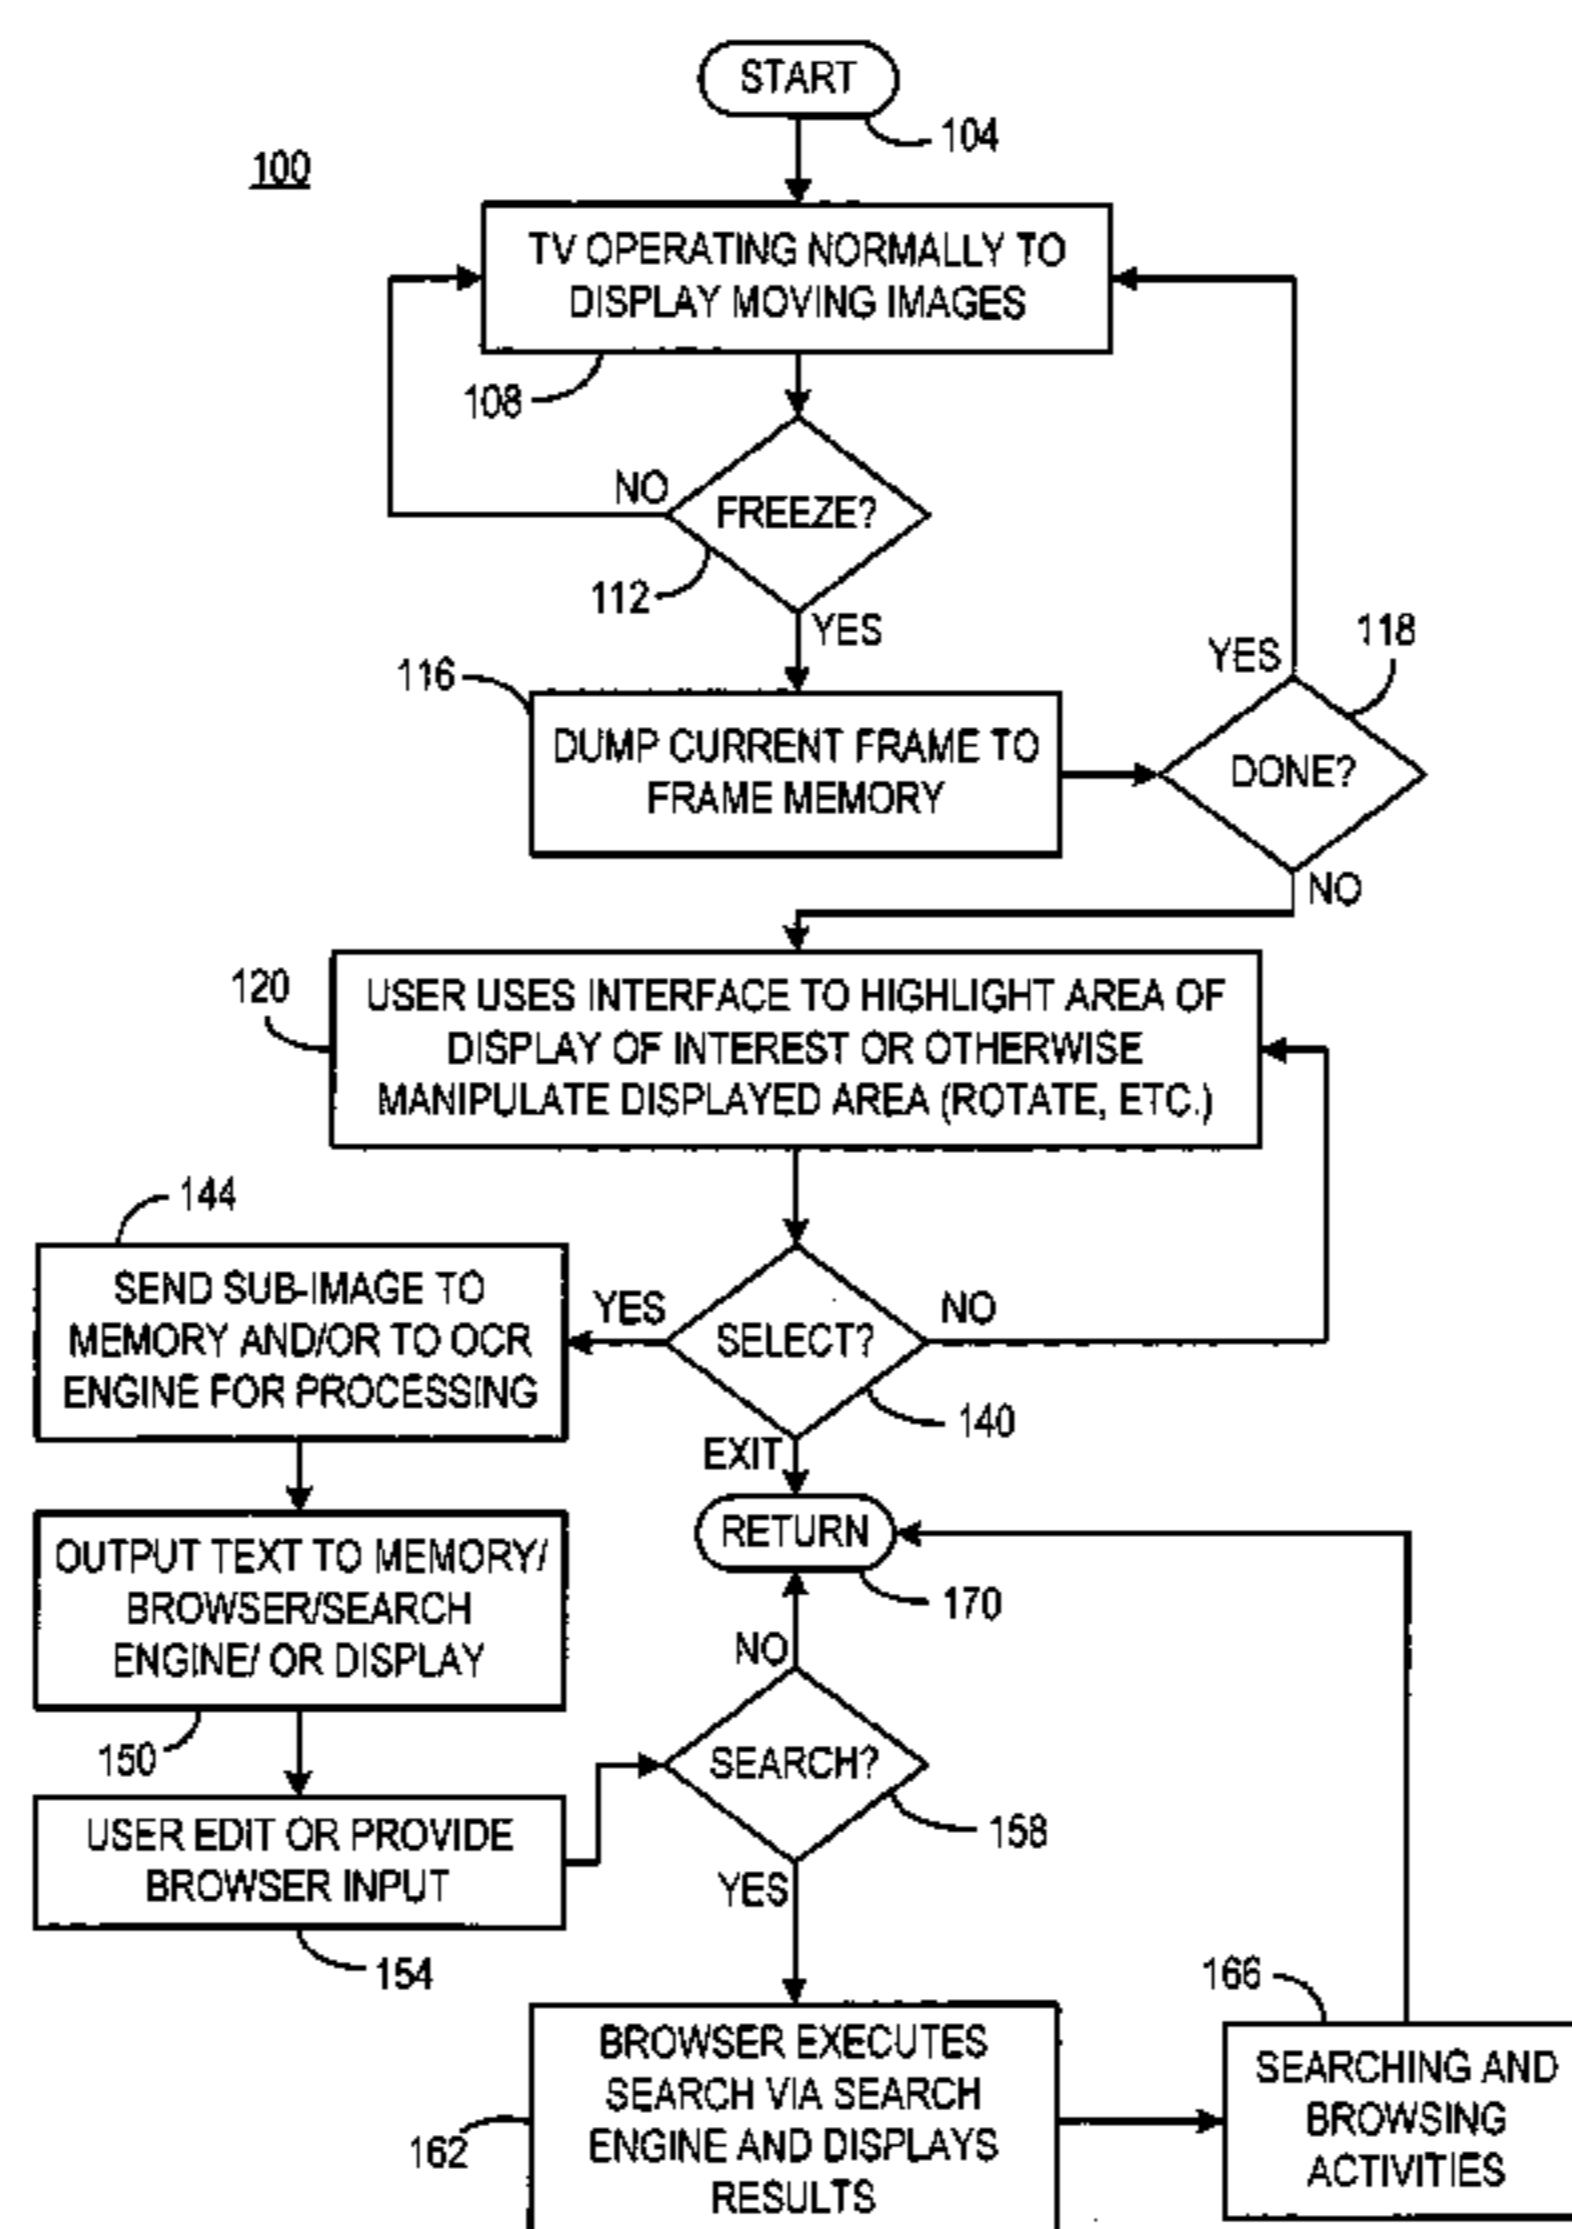 START
104
100
TV OPERATING NORMALLY TO
DISPLAY MOVING IMAGES
108
NO
FREEZE?
112
YES
116
DUMP CURRENT FRAME TO
FRAME MEMORY
YES
118
DONE?
NO
120
USER USES INTERFACE TO HIGHLIGHT AREA OF
DISPLAY OF INTEREST OR OTHERWISE
MANIPULATE DISPLAYED AREA (ROTATE, ETC.)
144
SEND SUB-IMAGE TO
MEMORY AND/OR TO OCR
ENGINE FOR PROCESSING
YES
SELECT?
NO
140
EXIT
RETURN
170
OUTPUT TEXT TO MEMORY/
BROWSER/SEARCH
ENGINE/ OR DISPLAY
150
NO
SEARCH?
158
YES
USER EDIT OR PROVIDE
BROWSER INPUT
154
BROWSER EXECUTES
SEARCH VIA SEARCH
ENGINE AND DISPLAYS
RESULTS
162
166
SEARCHING AND
BROWSING
ACTIVITIES